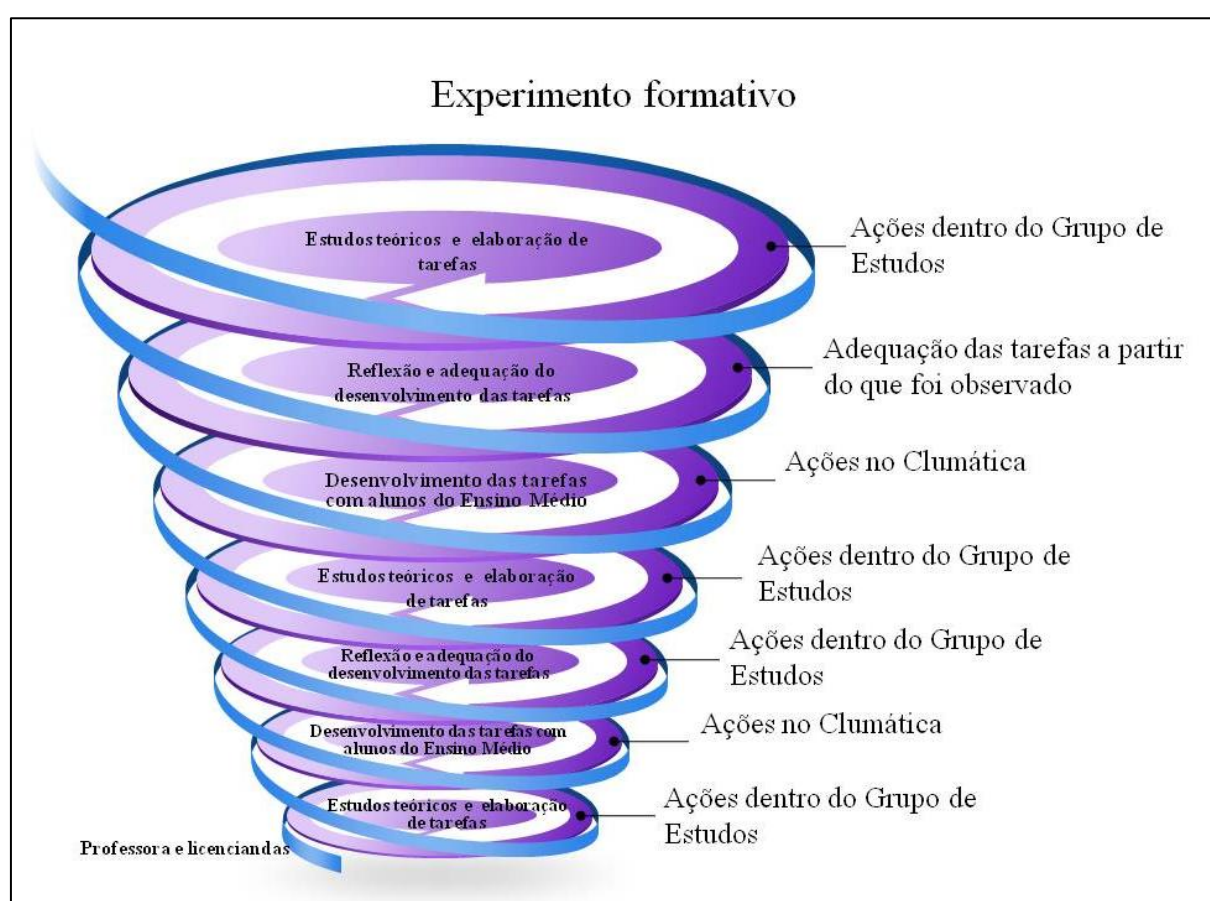 Experimento formativo
Estudos teóricos e elaboração de
tarefas
Ações dentro do Grupo de
Estudos
Reflexão e adequação do
desenvolvimento das tarefas
Adequação das tarefas a partir
do que foi observado
Desenvolvimento das tarefas
com alunos do Ensino Médio
Ações no Clumática
Estudos teóricos e elaboração
de tarefas
Ações dentro do Grupo de
Estudos
Reflexão e adequação do
desenvolvimento das tarefas
Ações dentro do Grupo de
Estudos
Desenvolvimento das tarefas com
alunos do Ensino Médio
Ações no Clumática
Estudos teóricos e elaboração
de tarefas
Ações dentro do Grupo de
Estudos
Professora e licenciandas